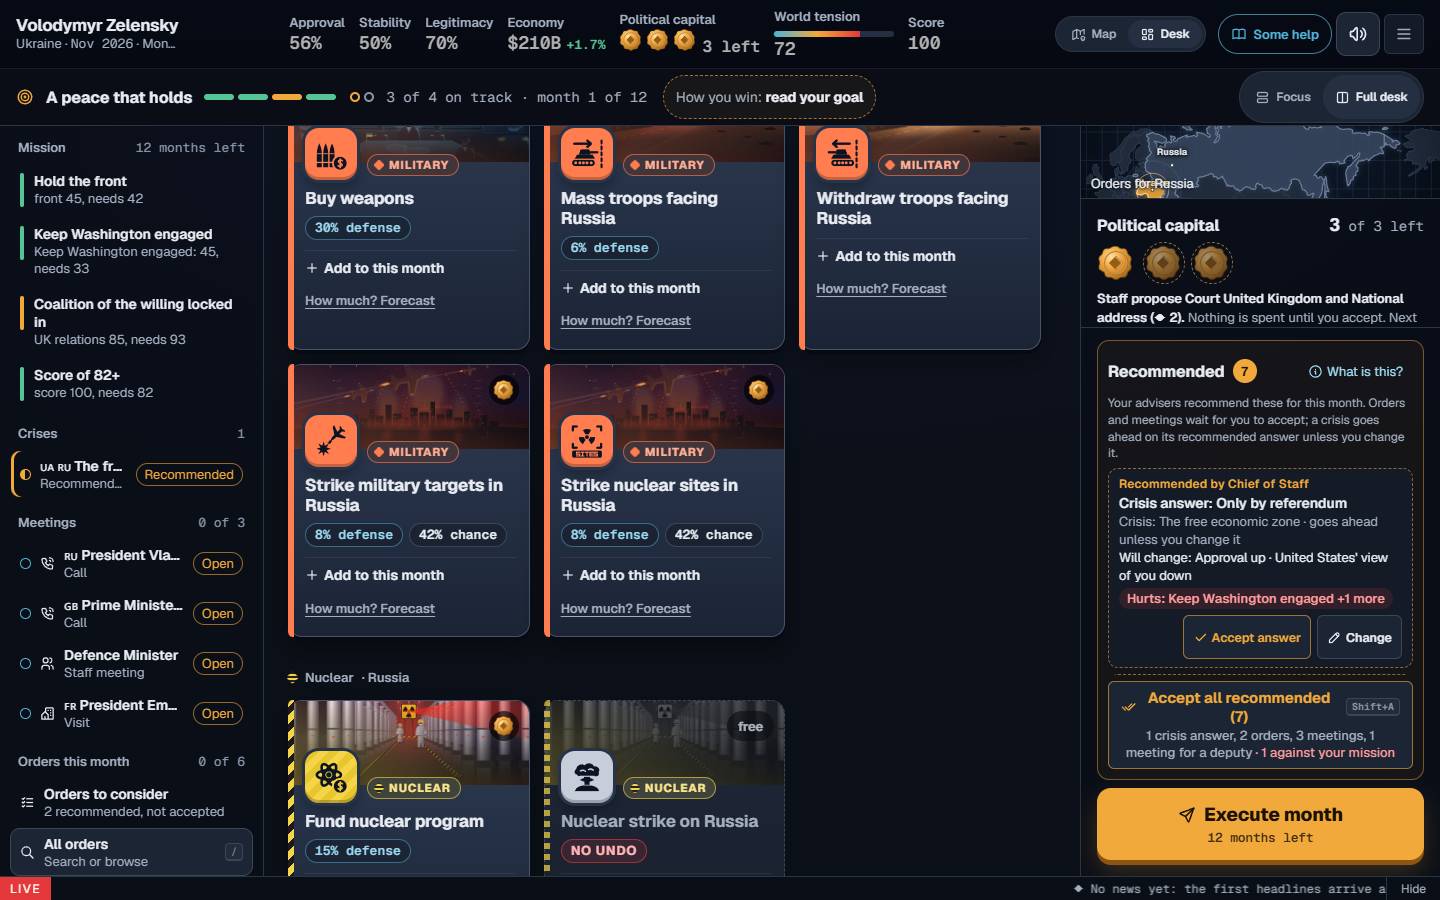 Volodymyr Zelensky
Ukraine · Nov 2026 · Mon…
Approval
56%
Stability
50%
Legitimacy
70%
Economy
$210B +1.7%
Political capital
3 left
World tension
72
Score
100
Map
Desk
Some help
A peace that holds
3 of 4 on track · month 1 of 12
How you win: read your goal
Focus
Full desk
Mission
12 months left
Hold the front
front 45, needs 42
Keep Washington engaged
Keep Washington engaged: 45,
needs 33
Coalition of the willing locked
in
UK relations 85, needs 93
Score of 82+
score 100, needs 82
Crises
1
UA RU The fr…
Recommend…
Recommended
Meetings
0 of 3
RU President Vla…
Call
Open
GB Prime Ministe…
Call
Open
Defence Minister
Staff meeting
Open
FR President Em…
Visit
Open
Orders this month
0 of 6
Orders to consider
2 recommended, not accepted
All orders
Search or browse
/
MILITARY
Buy weapons
30% defense
+ Add to this month
How much? Forecast
MILITARY
Mass troops facing
Russia
6% defense
+ Add to this month
How much? Forecast
MILITARY
Withdraw troops facing
Russia
+ Add to this month
How much? Forecast
MILITARY
Strike military targets in
Russia
8% defense
42% chance
+ Add to this month
How much? Forecast
SITES
MILITARY
Strike nuclear sites in
Russia
8% defense
42% chance
+ Add to this month
How much? Forecast
Nuclear · Russia
NUCLEAR
Fund nuclear program
15% defense
free
NUCLEAR
Nuclear strike on Russia
NO UNDO
Russia
Orders for Russia
Political capital
3 of 3 left
Staff propose Court United Kingdom and National
address (◆ 2). Nothing is spent until you accept. Next
Recommended 7
What is this?
Your advisers recommend these for this month. Orders
and meetings wait for you to accept; a crisis goes
ahead on its recommended answer unless you change
it.
Recommended by Chief of Staff
Crisis answer: Only by referendum
Crisis: The free economic zone · goes ahead
unless you change it
Will change: Approval up · United States' view
of you down
Hurts: Keep Washington engaged +1 more
Accept answer
Change
Accept all recommended
(7)
Shift+A
1 crisis answer, 2 orders, 3 meetings, 1
meeting for a deputy · 1 against your mission
Execute month
12 months left
LIVE
◆ No news yet: the first headlines arrive a
Hide